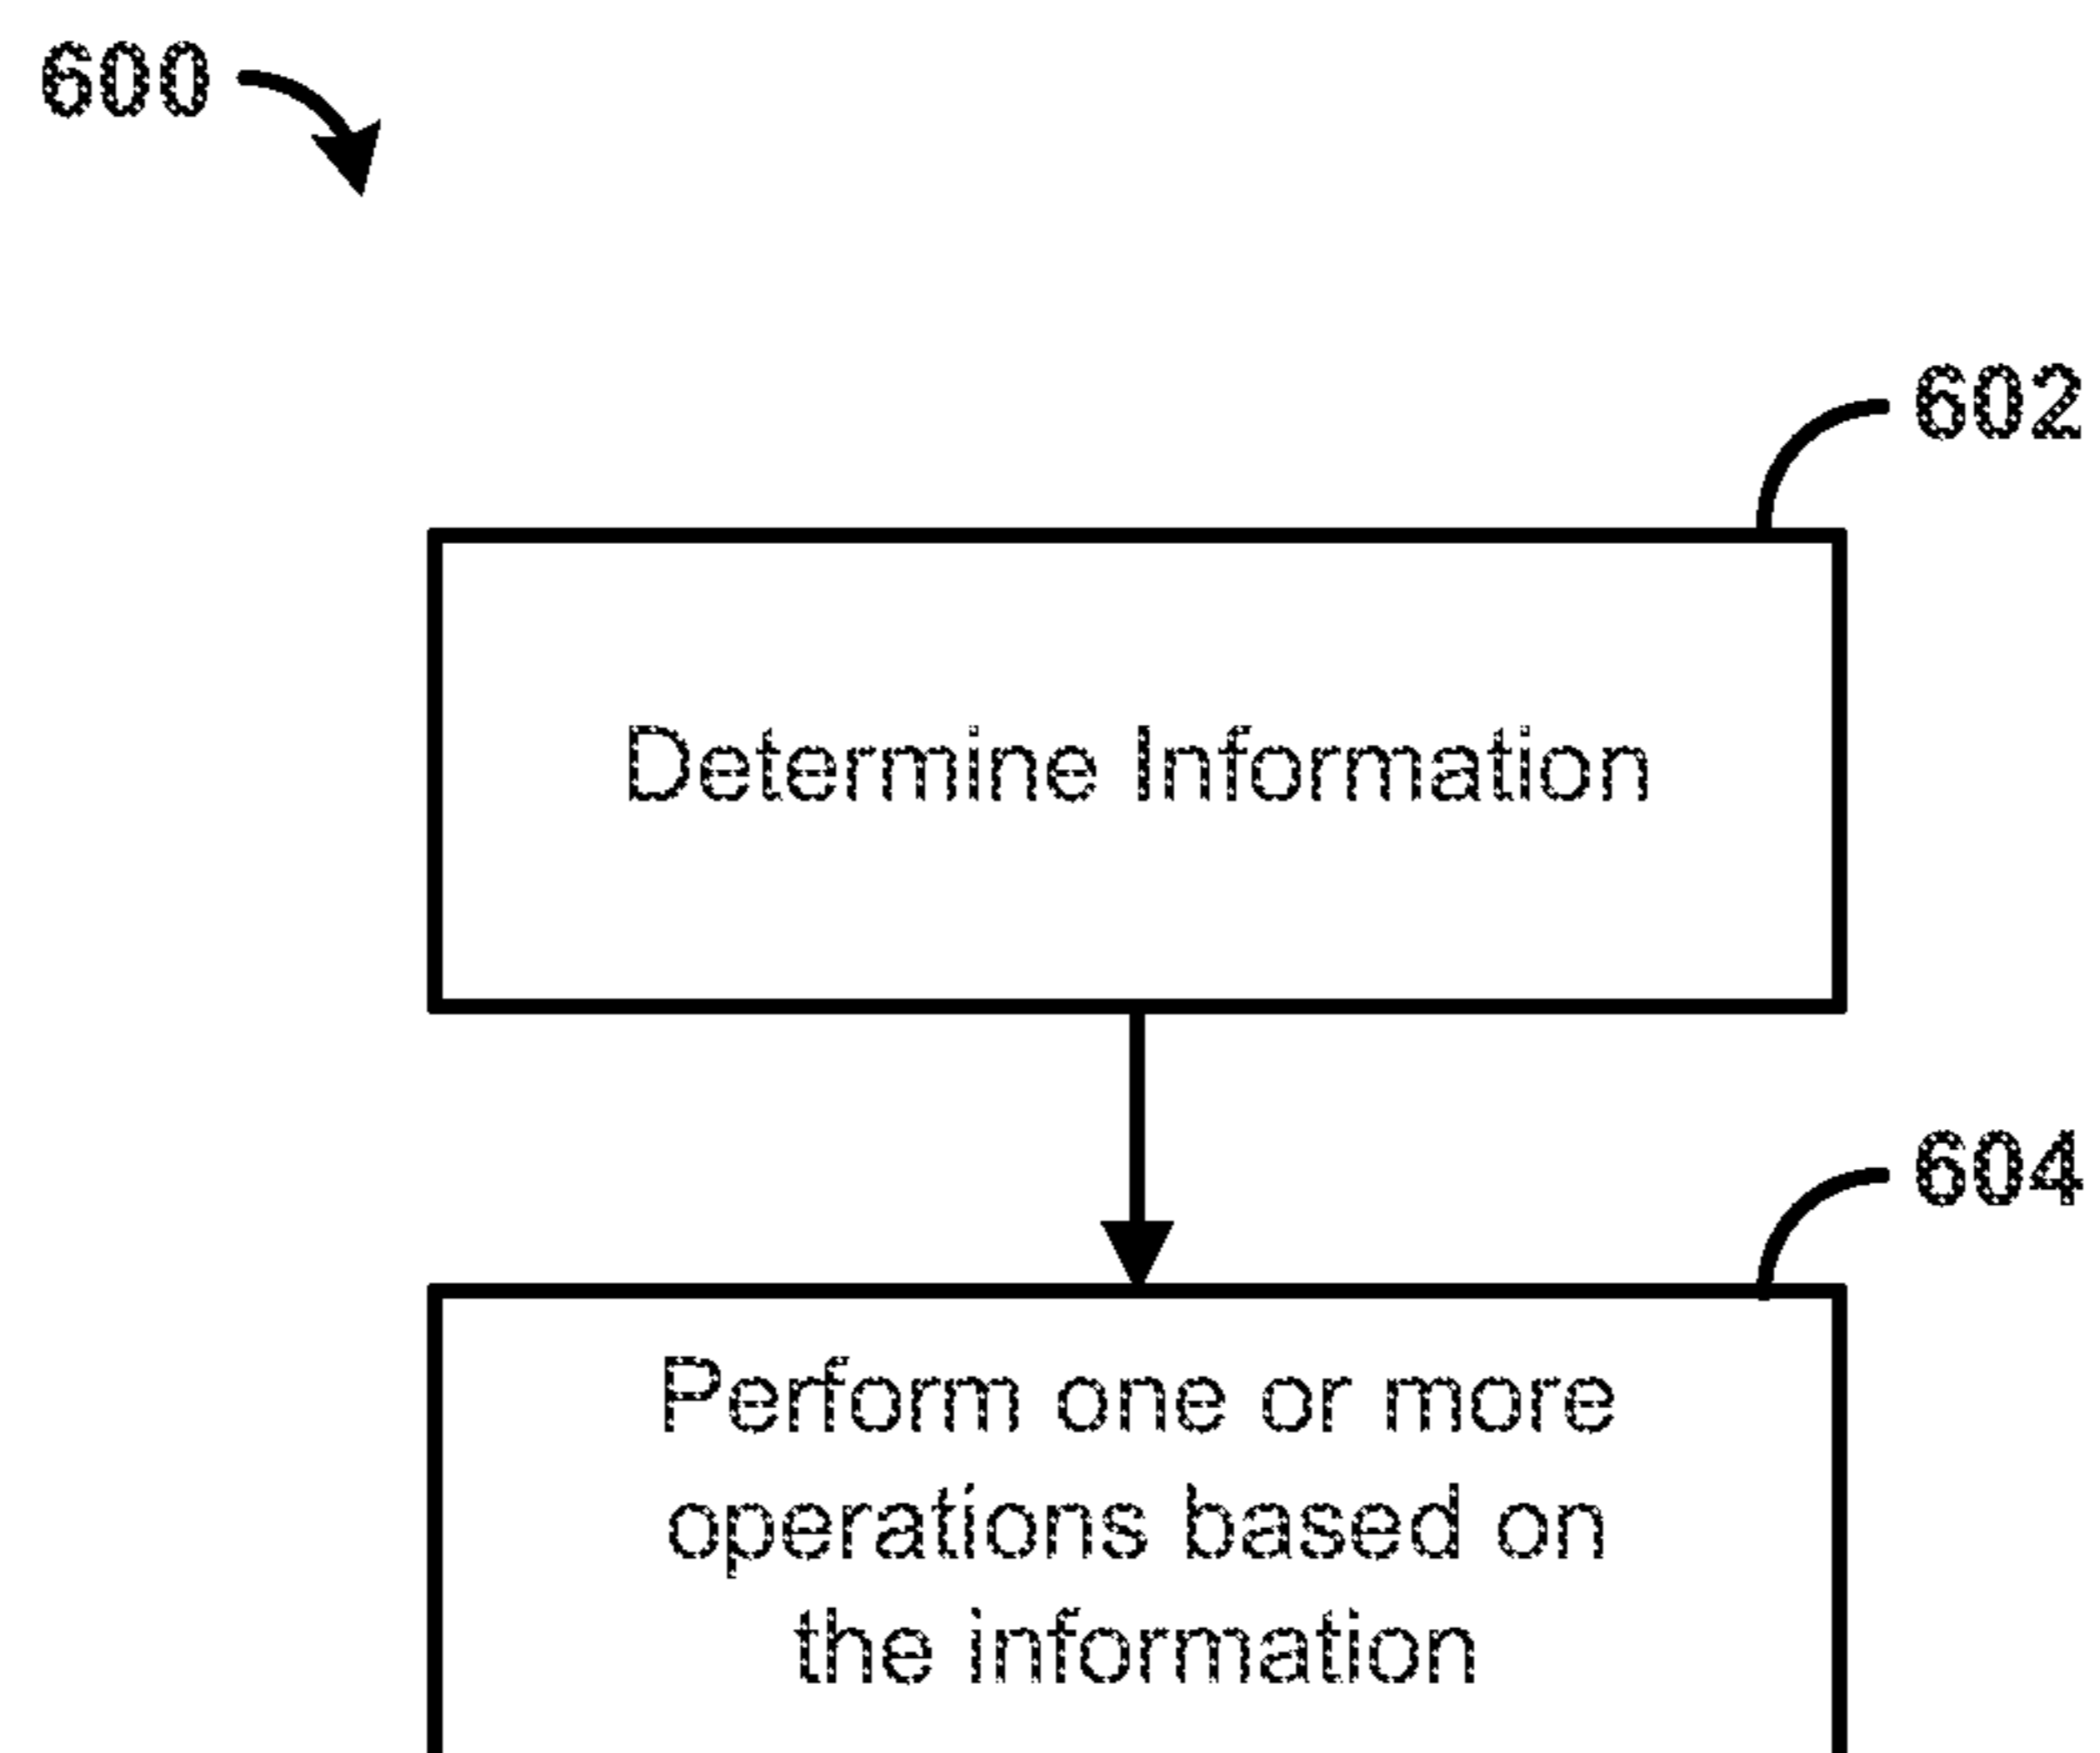 600
602
Determine Information
604
Perform one or more
operations based on
the information